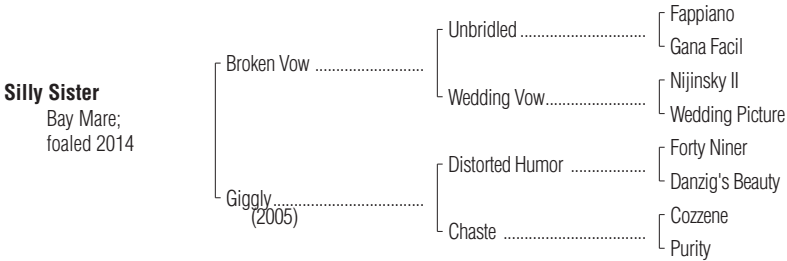 Fappiano
Unbridled ..............................
Gana Facil
Broken Vow ..........................
Nijinsky II
Wedding Vow........................
Wedding Picture
Silly Sister
Bay Mare;
foaled 2014
Forty Niner
Distorted Humor ..................
Danzig's Beauty
Giggly....................................
(2005)
Cozzene
Chaste ..................................
Purity